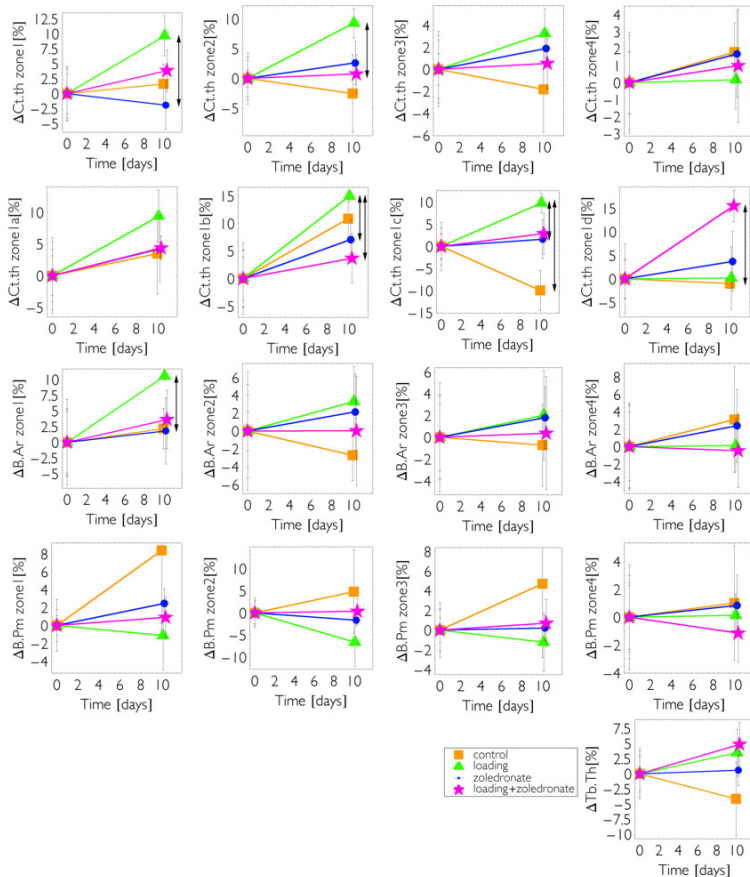 ΔCt.th zone1[%]
12.5
10
7.5
5
2.5
0
−2.5
−5
0 2 4 6 8 10
Time [days]
ΔCt.th zone2[%]
10
5
0
−5
0 2 4 6 8 10
Time [days]
ΔCt.th zone3[%]
6
4
2
0
−2
−4
−6
0 2 4 6 8 10
Time [days]
ΔCt.th zone4[%]
4
3
2
1
0
1
2
3
0 2 4 6 8 10
Time [days]
ΔCt.th zone1a[%]
10
5
0
−5
0 2 4 6 8 10
Time [days]
ΔCt.th zone1b[%]
15
10
5
0
−5
0 2 4 6 8 10
Time [days]
ΔCt.th zone1c[%]
15
10
5
0
−5
−10
−15
0 2 4 6 8 10
Time [days]
ΔCt.th zone1d[%]
15
10
5
0
−5
0 2 4 6 8 10
Time [days]
ΔB.Ar zone1[%]
12.5
10
7.5
5
2.5
0
−2.5
−5
0 2 4 6 8 10
Time [days]
ΔB.Ar zone2[%]
6
4
2
0
−2
−4
−6
0 2 4 6 8 10
Time [days]
ΔB.Ar zone3[%]
6
4
2
0
−2
−4
0 2 4 6 8 10
Time [days]
ΔB.Ar zone4[%]
6
4
2
0
−2
−4
0 2 4 6 8 10
Time [days]
ΔB.Pm zone1[%]
8
6
4
2
0
−2
−4
0 2 4 6 8 10
Time [days]
ΔB.Pm zone2[%]
10
5
0
−5
−10
0 2 4 6 8 10
Time [days]
ΔB.Pm zone3[%]
8
6
4
2
0
−2
−4
0 2 4 6 8 10
Time [days]
ΔB.Pm zone4[%]
4
2
0
−2
−4
0 2 4 6 8 10
Time [days]
control
loading
zoledronate
loading+zoledronate
ΔTb.Th[%]
7.5
5
2.5
0
−2.5
−5
−7.5
−10
0 2 4 6 8 10
Time [days]